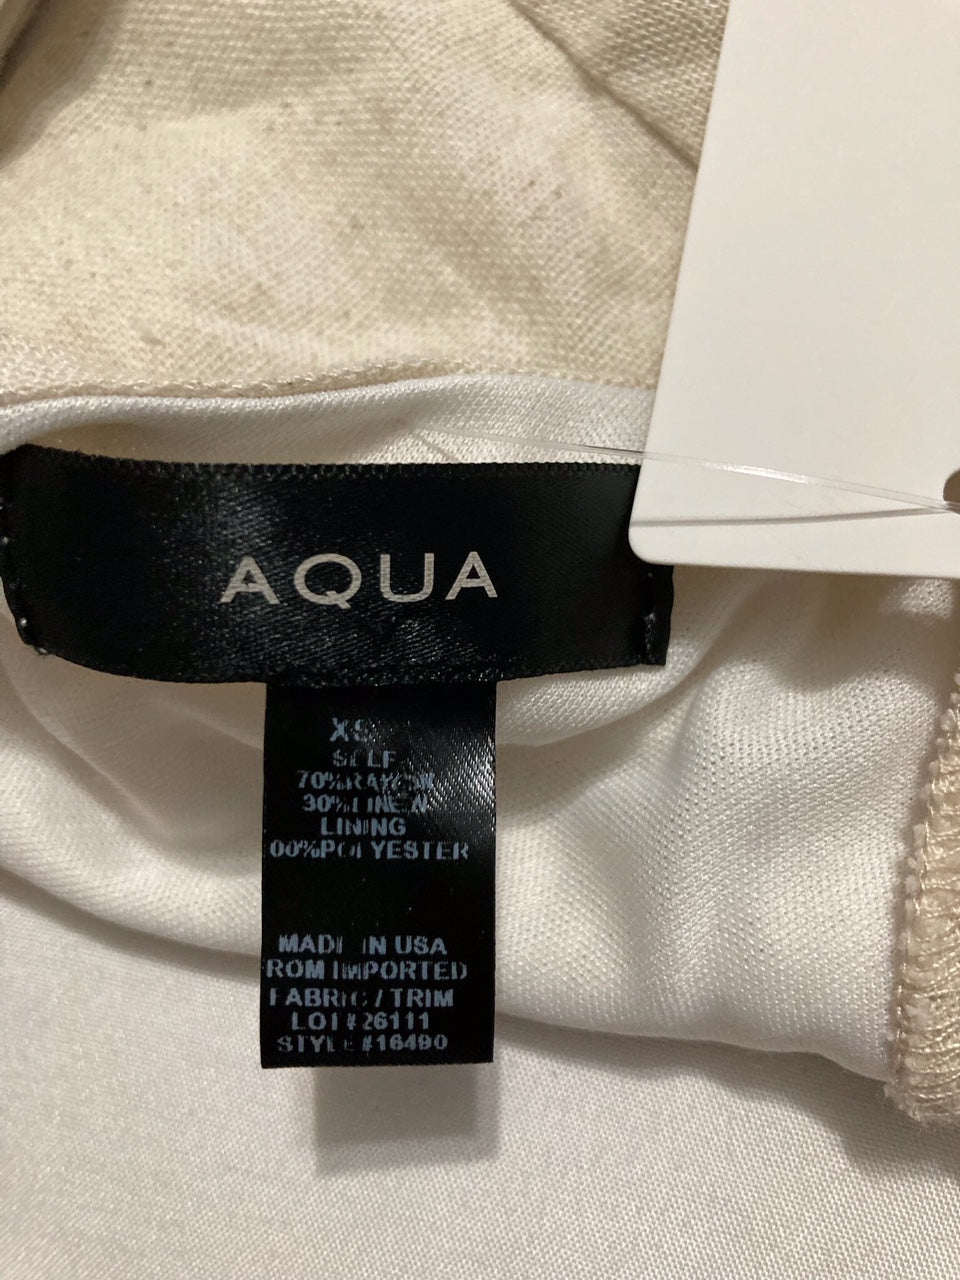 AQUA
XS
SELF
70%RAYON
30%LINEN
LINING
00%POLYESTER
MADE IN USA
ROM IMPORTED
FABRIC / TRIM
LOT#26111
STYLE #16490